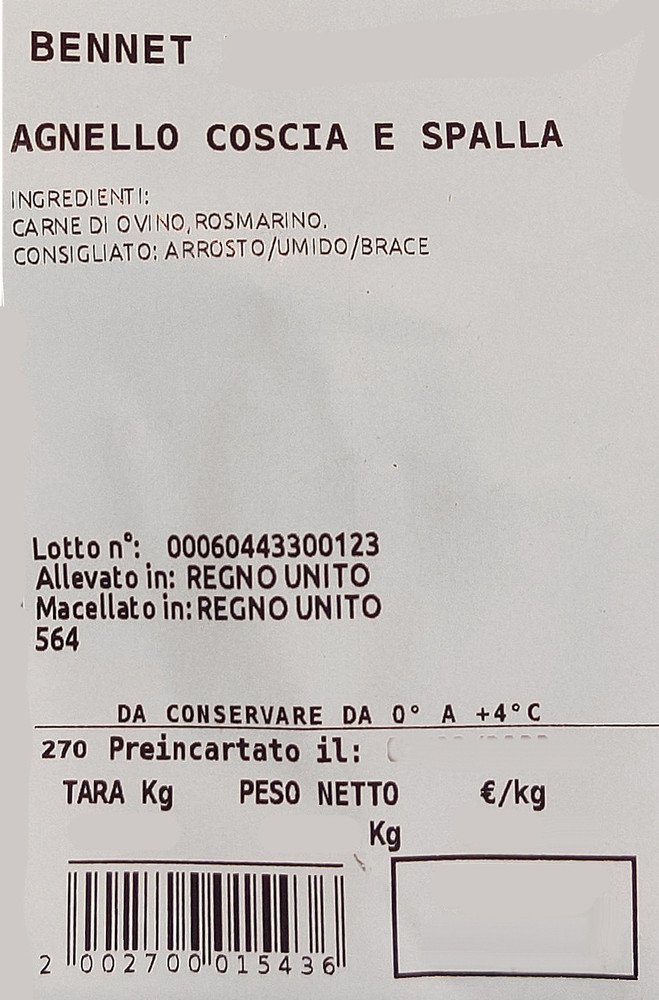 BENNET
AGNELLO COSCIA E SPALLA
INGREDIENTI:
CARNE DI OVINO, ROSMARINO.
CONSIGLIATO: ARROSTO/UMIDO/BRACE
Lotto n°: 00060443300123
Allevato in: REGNO UNITO
Macellato in: REGNO UNITO
564
DA CONSERVARE DA 0° A +4°C
270 Preincartato il:
TARA Kg PESO NETTO €/kg
Kg
2 002700 015436